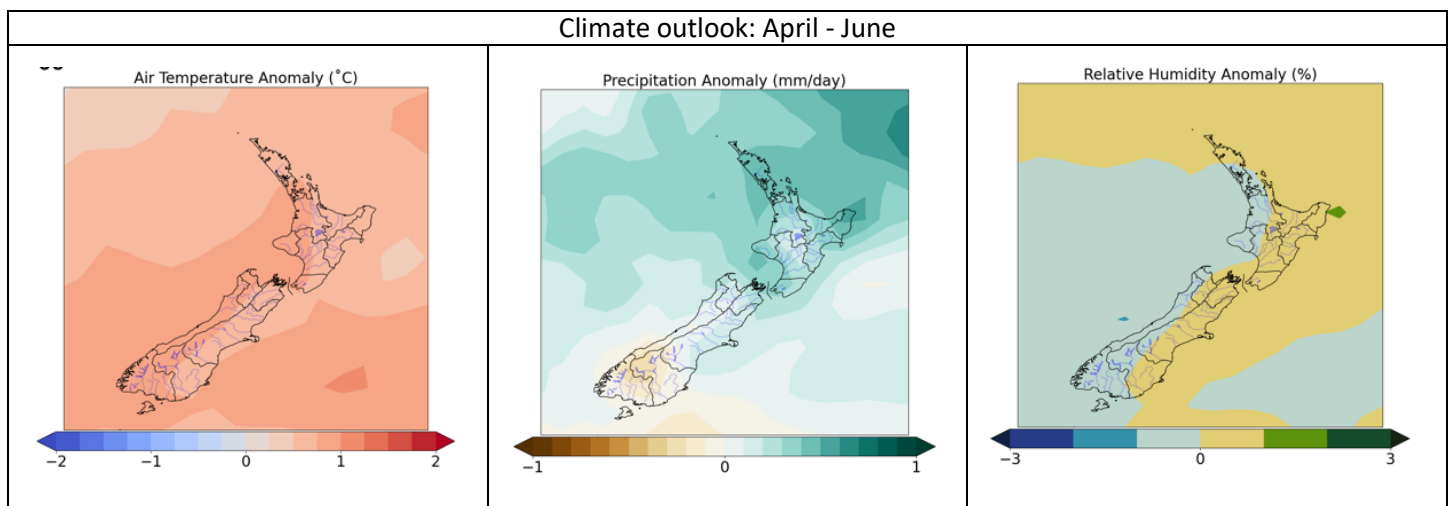 Climate outlook: April - June
Air Temperature Anomaly (˚C)
Precipitation Anomaly (mm/day)
Relative Humidity Anomaly (%)
−2 −1 0 1 2
−1 0 1
−3 0 3